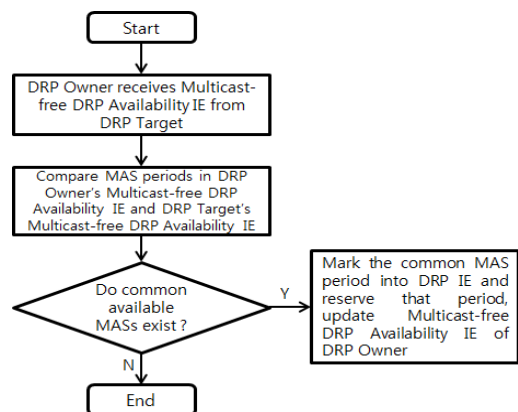 Start
DRP Owner receives Multicast-
free DRP Availability IE from
DRP Target
Compare MAS periods in DRP
Owner's Multicast-free DRP
Availability IE and DRP Target's
Multicast-free DRP Availability IE
Do common
available
MASs exist ?
Y
Mark the common MAS
period into DRP IE and
reserve that period,
update Multicast-free
DRP Availability IE of
DRP Owner
N
End